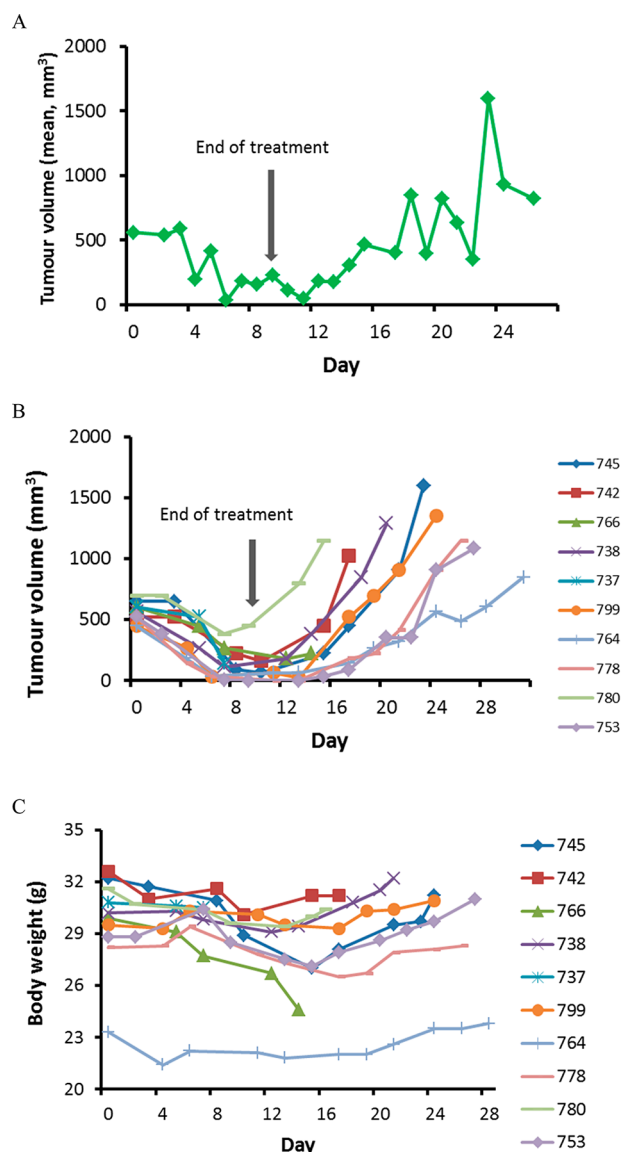 A
Tumour volume (mean, mm³)
2000
1500
1000
500
0
End of treatment
0 4 8 12 16 20 24
Day
B
Tumour volume (mm³)
2000
1500
1000
500
0
End of treatment
0 4 8 12 16 20 24 28
Day
745
742
766
738
737
799
764
778
780
753
C
Body weight (g)
35
32
29
26
23
20
0 4 8 12 16 20 24 28
Day
745
742
766
738
737
799
764
778
780
753